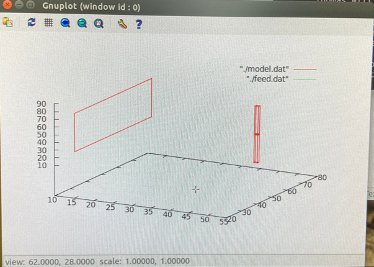 Gnuplot (window id : 0)
"./model.dat"
"./feed.dat"
90
80
70
60
50
40
30
20
10
10 15 20 25 30 35 40 45 50 55
20 30 40 50 60 70 80
view: 62.0000, 28.0000 scale: 1.00000, 1.00000